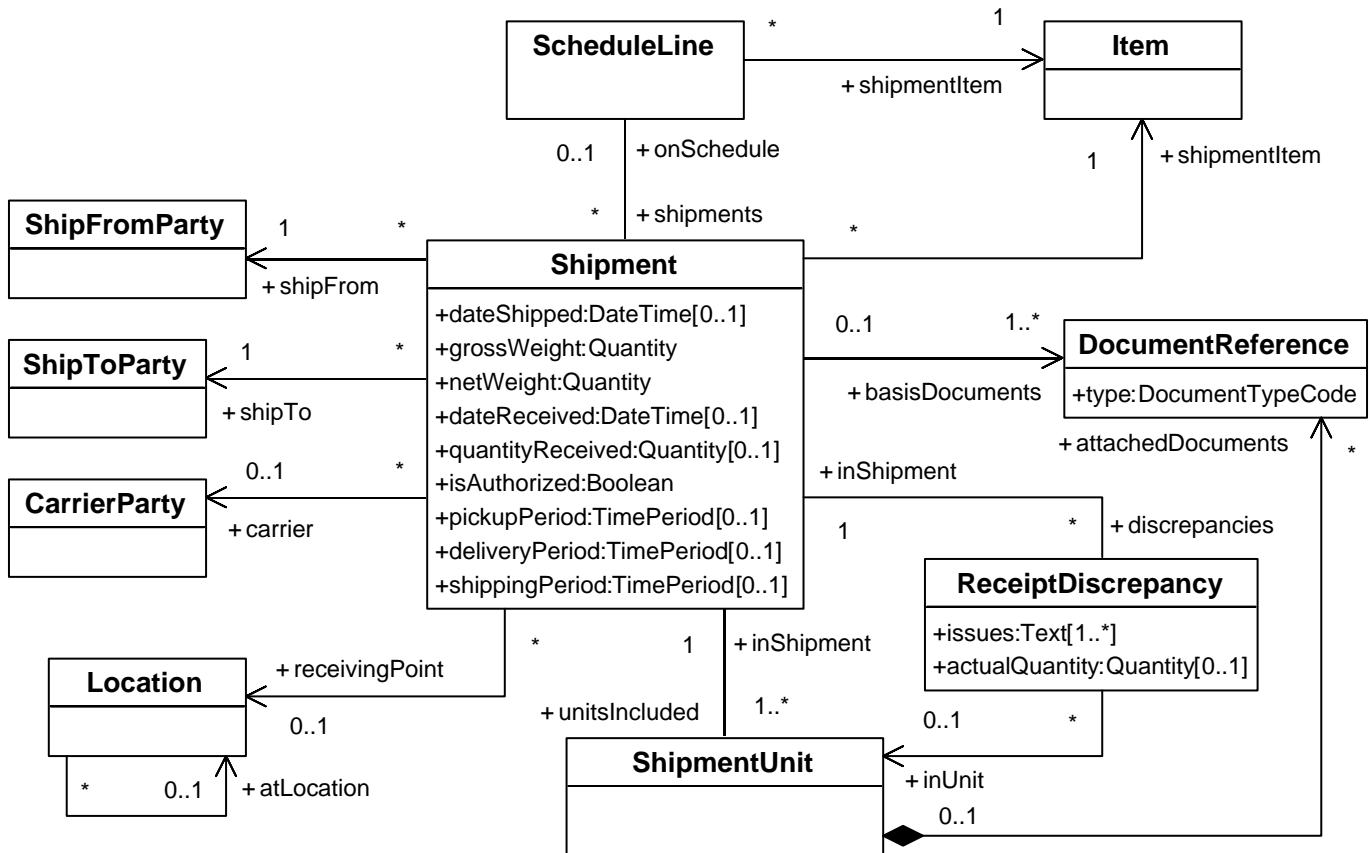 ScheduleLine
*
1
Item
+ shipmentItem
0..1
+ onSchedule
1
+ shipmentItem
ShipFromParty
1
*
*
+ shipments
*
+ shipFrom
Shipment
+dateShipped:DateTime[0..1]
+grossWeight:Quantity
+netWeight:Quantity
+dateReceived:DateTime[0..1]
+quantityReceived:Quantity[0..1]
+isAuthorized:Boolean
+pickupPeriod:TimePeriod[0..1]
+deliveryPeriod:TimePeriod[0..1]
+shippingPeriod:TimePeriod[0..1]
0..1
1..*
DocumentReference
+type:DocumentTypeCode
+ basisDocuments
ShipToParty
1
*
+ shipTo
+ attachedDocuments
*
CarrierParty
0..1
*
+ carrier
+ inShipment
1
*
+ discrepancies
ReceiptDiscrepancy
+issues:Text[1..*]
+actualQuantity:Quantity[0..1]
Location
+ receivingPoint
*
0..1
1
+ inShipment
+ unitsIncluded
1..*
0..1
*
*
0..1
+ atLocation
ShipmentUnit
+ inUnit
0..1